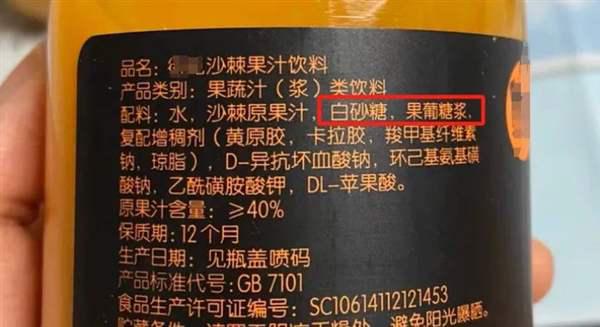 品名：沙棘果汁饮料
产品类别：果蔬汁（浆）类饮料
配料：水，沙棘原果汁，白砂糖，果葡糖浆，
复配增稠剂（黄原胶，卡拉胶，羧甲基纤维素
钠，琼脂），D-异抗坏血酸钠，环己基氨基磺
酸钠，乙酰磺胺酸钾，DL-苹果酸。
原果汁含量：≥40%
保质期：12个月
生产日期：见瓶盖喷码
产品标准代号：GB 7101
食品生产许可证编号：SC10614112121453
避免阳光曝晒。